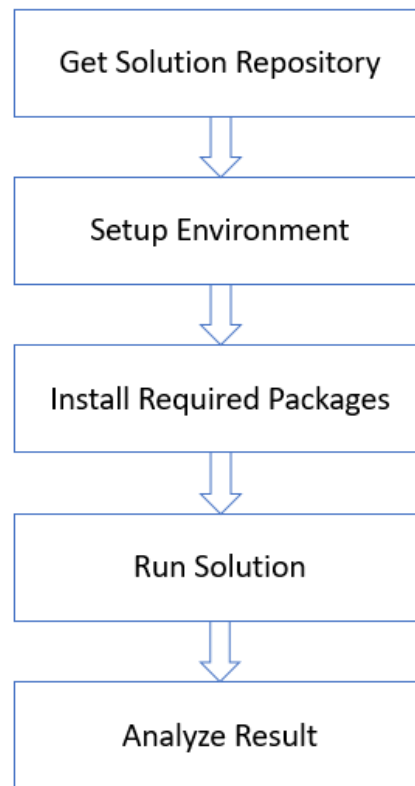 Get Solution Repository
Setup Environment
Install Required Packages
Run Solution
Analyze Result